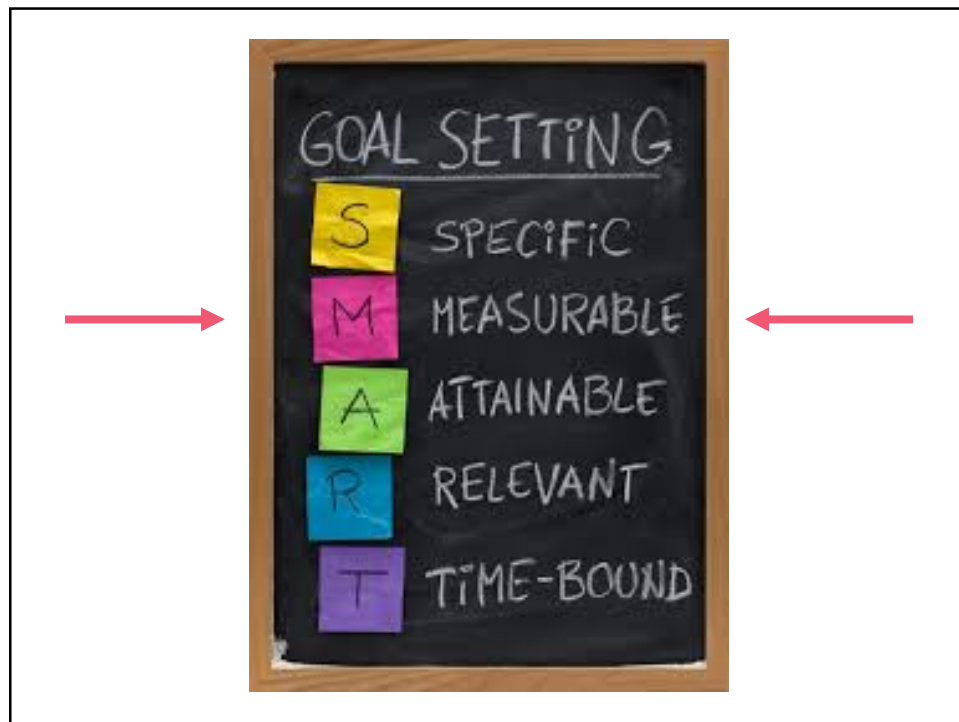 GOAL SETTiNG
S SPECiFiC
M MEASURABLE
A ATTAINABLE
R RELEVANT
T TiME-BOUND